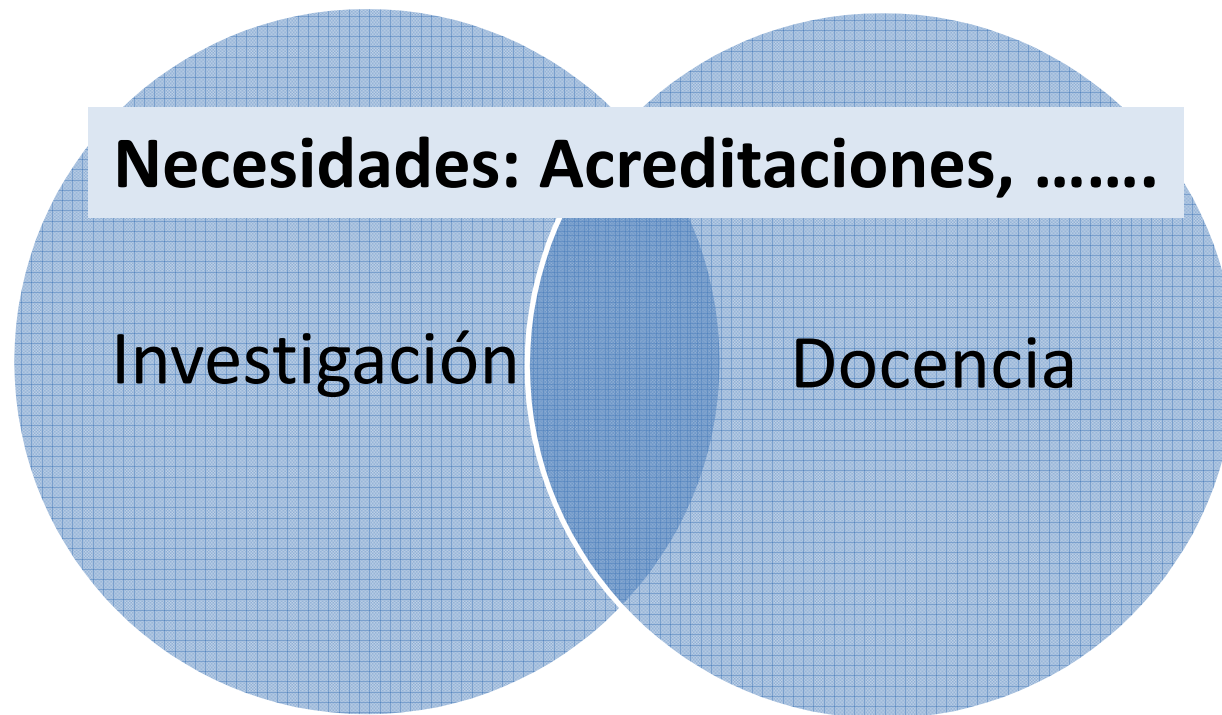 Necesidades: Acreditaciones, …….
Investigación
Docencia